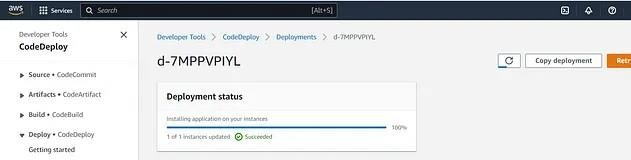 aws Services Search [Alt+S]
Developer Tools
CodeDeploy
Developer Tools > CodeDeploy > Deployments > d-7MPPVPIYL
d-7MPPVPIYL
Copy deployment Retr
Source • CodeCommit
Artifacts • CodeArtifact
Build • CodeBuild
Deploy • CodeDeploy
Getting started
Deployment status
Installing application on your instances
100%
1 of 1 instances updated Succeeded